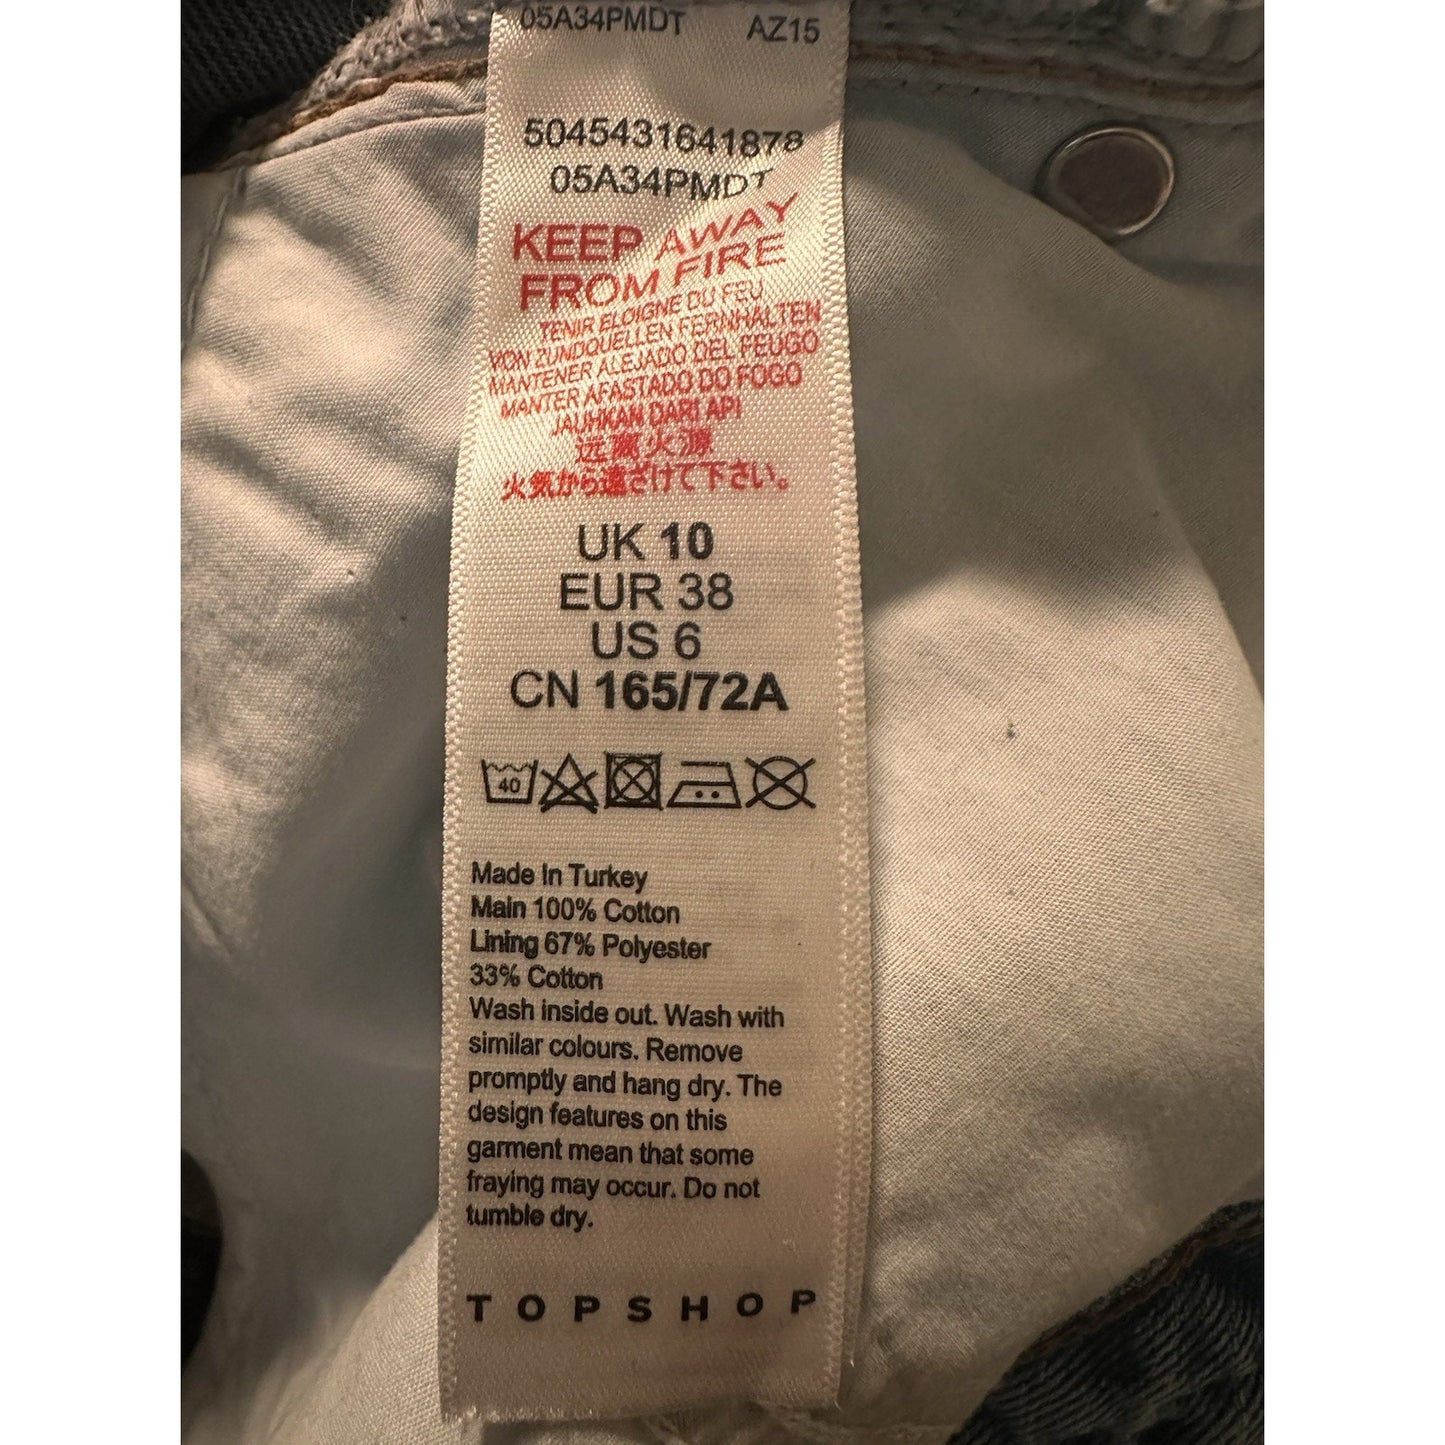 05A34PMDT AZ15
5045431641878
05A34PMDT
KEEP AWAY
FROM FIRE
TENIR ELOIGNE DU FEU
VON ZUNDQUELLEN FERNHALTEN
MANTENER ALEJADO DEL FEUGO
MANTER AFASTADO DO FOGO
JAUHKAN DARI API
远离火源
火気から遠ざけて下さい。
UK 10
EUR 38
US 6
CN 165/72A
40
Made In Turkey
Main 100% Cotton
Lining 67% Polyester
33% Cotton
Wash inside out. Wash with
similar colours. Remove
promptly and hang dry. The
design features on this
garment mean that some
fraying may occur. Do not
tumble dry.
TOPSHOP